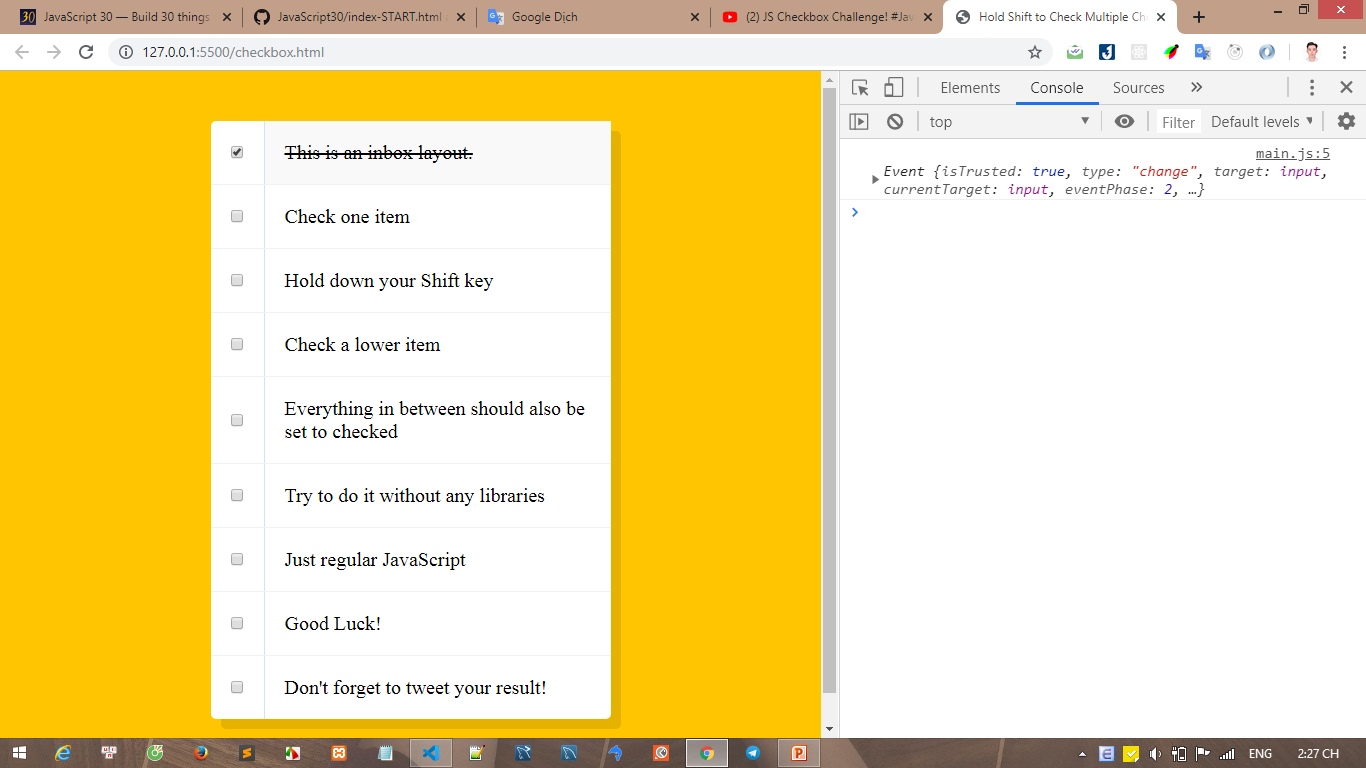 JavaScript 30 — Build 30 things
JavaScript30/index-START.html
Google Dịch
(2) JS Checkbox Challenge! #Jav
Hold Shift to Check Multiple Ch
127.0.0.1:5500/checkbox.html
This is an inbox layout.
Check one item
Hold down your Shift key
Check a lower item
Everything in between should also be
set to checked
Try to do it without any libraries
Just regular JavaScript
Good Luck!
Don't forget to tweet your result!
Elements
Console
Sources
top
Filter
Default levels
main.js:5
Event {isTrusted: true, type: "change", target: input,
currentTarget: input, eventPhase: 2, …}
ENG
2:27 CH